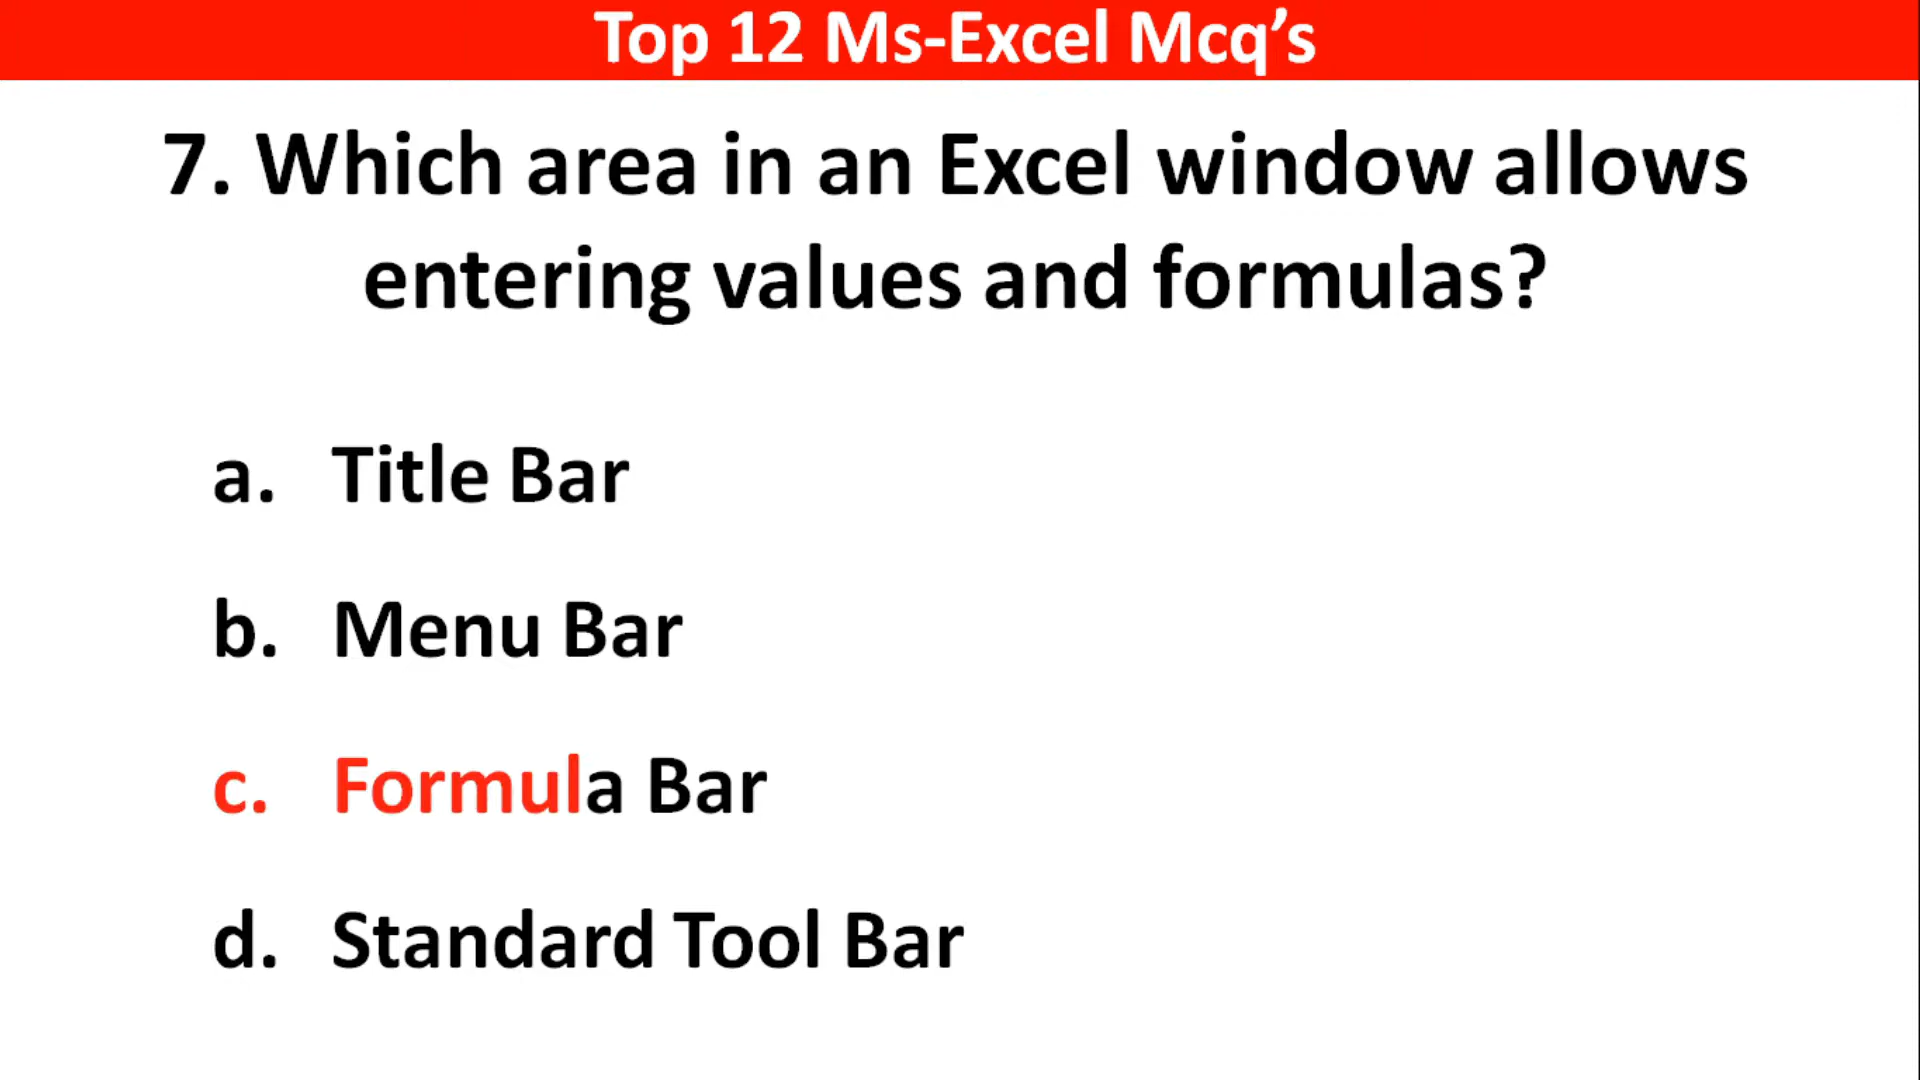 Top 12 Ms-Excel Mcq’s
7. Which area in an Excel window allows
entering values and formulas?
a. Title Bar
b. Menu Bar
c. Formula Bar
d. Standard Tool Bar